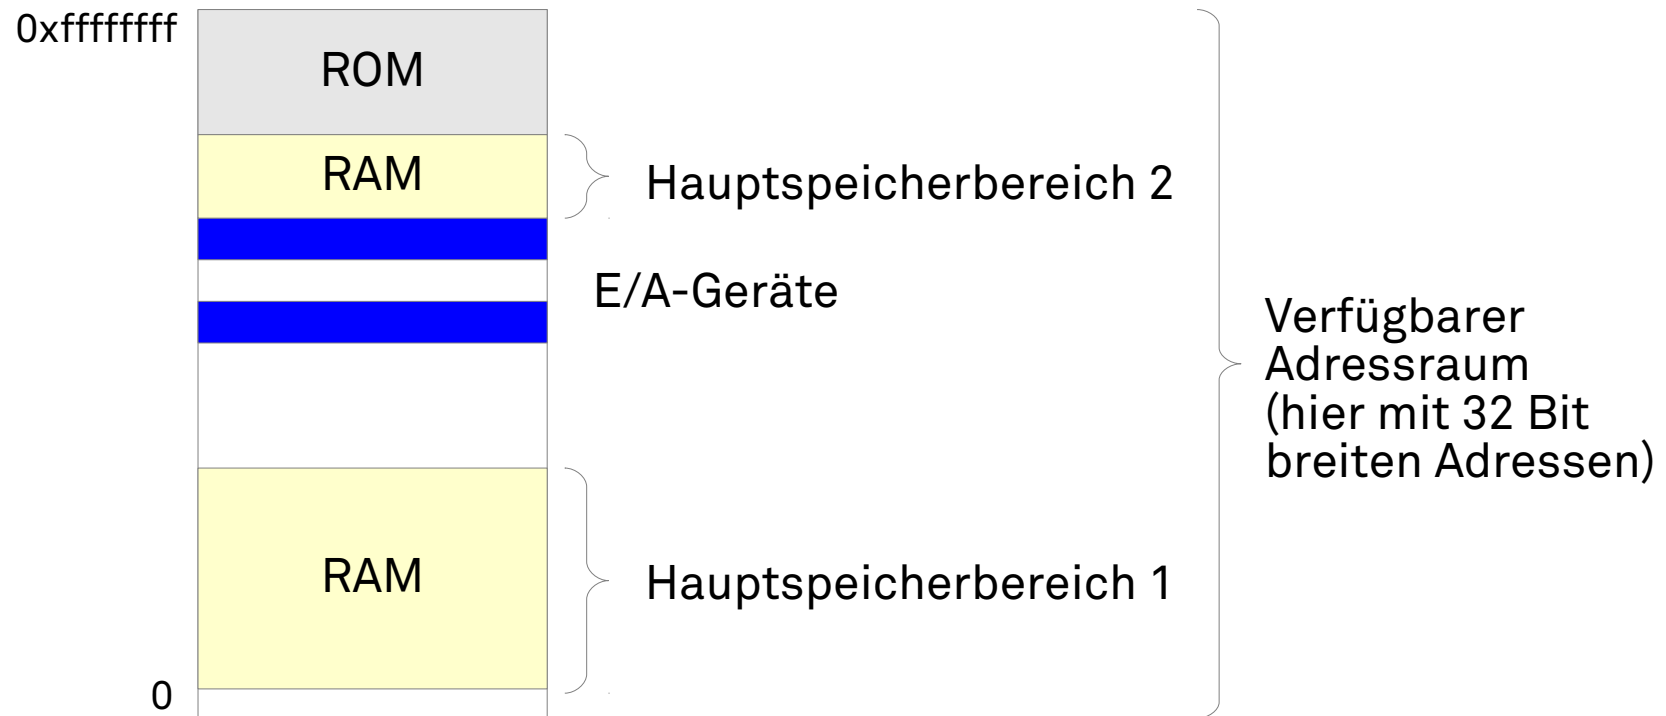 0xffffffff
ROM
RAM
Hauptspeicherbereich 2
E/A-Geräte
Verfügbarer
Adressraum
(hier mit 32 Bit
breiten Adressen)
RAM
Hauptspeicherbereich 1
0